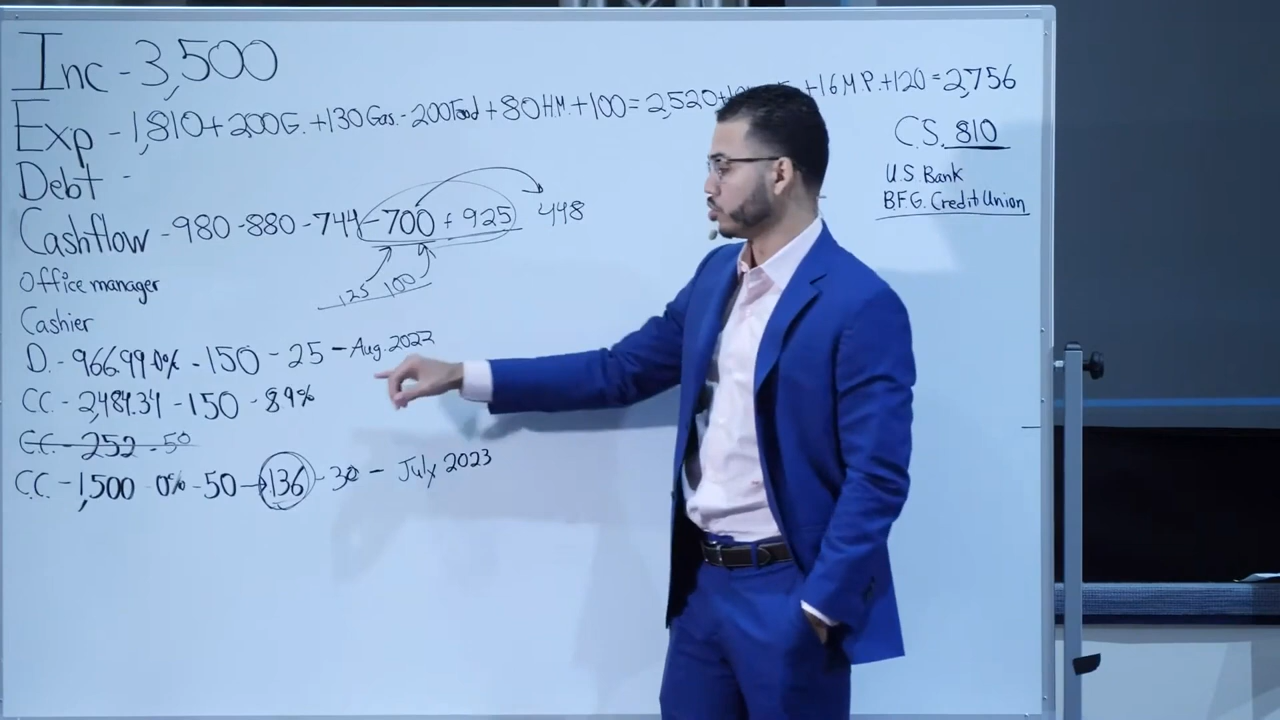 Inc - 3,500
Exp - 1,810 + 200G. + 130 Gas. - 200 Food + 80 H.M. + 100 = 2,520 + +16 M.P. +120 = 2,756
C.S. 810
Debt -
U.S. Bank
BFG. Credit Union
Cashflow - 980 - 880 - 744 - 700 + 925 448
125 100
Office manager
Cashier
D. - 966.99 0% - 150 - 25 - Aug. 2022
CC. - 2,484.34 - 150 - 8.9%
CC - 252 - 50
C.C. - 1,500 0% - 50 → 136 - 30 - July 2023